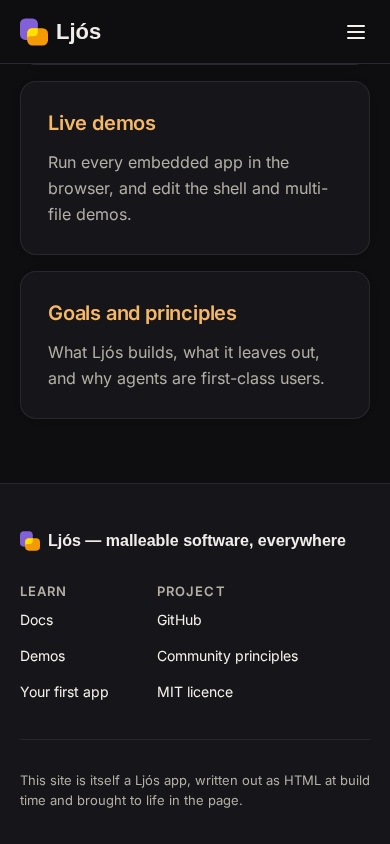 Ljós
Live demos
Run every embedded app in the
browser, and edit the shell and multi-
file demos.
Goals and principles
What Ljós builds, what it leaves out,
and why agents are first-class users.
Ljós — malleable software, everywhere
LEARN
Docs
Demos
Your first app
PROJECT
GitHub
Community principles
MIT licence
This site is itself a Ljós app, written out as HTML at build
time and brought to life in the page.